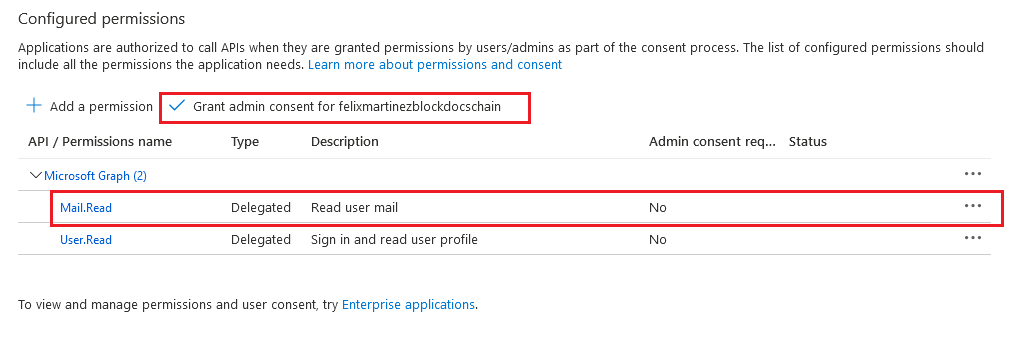 Configured permissions
Applications are authorized to call APIs when they are granted permissions by users/admins as part of the consent process. The list of configured permissions should
include all the permissions the application needs. Learn more about permissions and consent
Add a permission Grant admin consent for felixmartinezblockdocschain
API / Permissions name Type Description Admin consent req... Status
Microsoft Graph (2) ...
Mail.Read Delegated Read user mail No ...
User.Read Delegated Sign in and read user profile No ...
To view and manage permissions and user consent, try Enterprise applications.